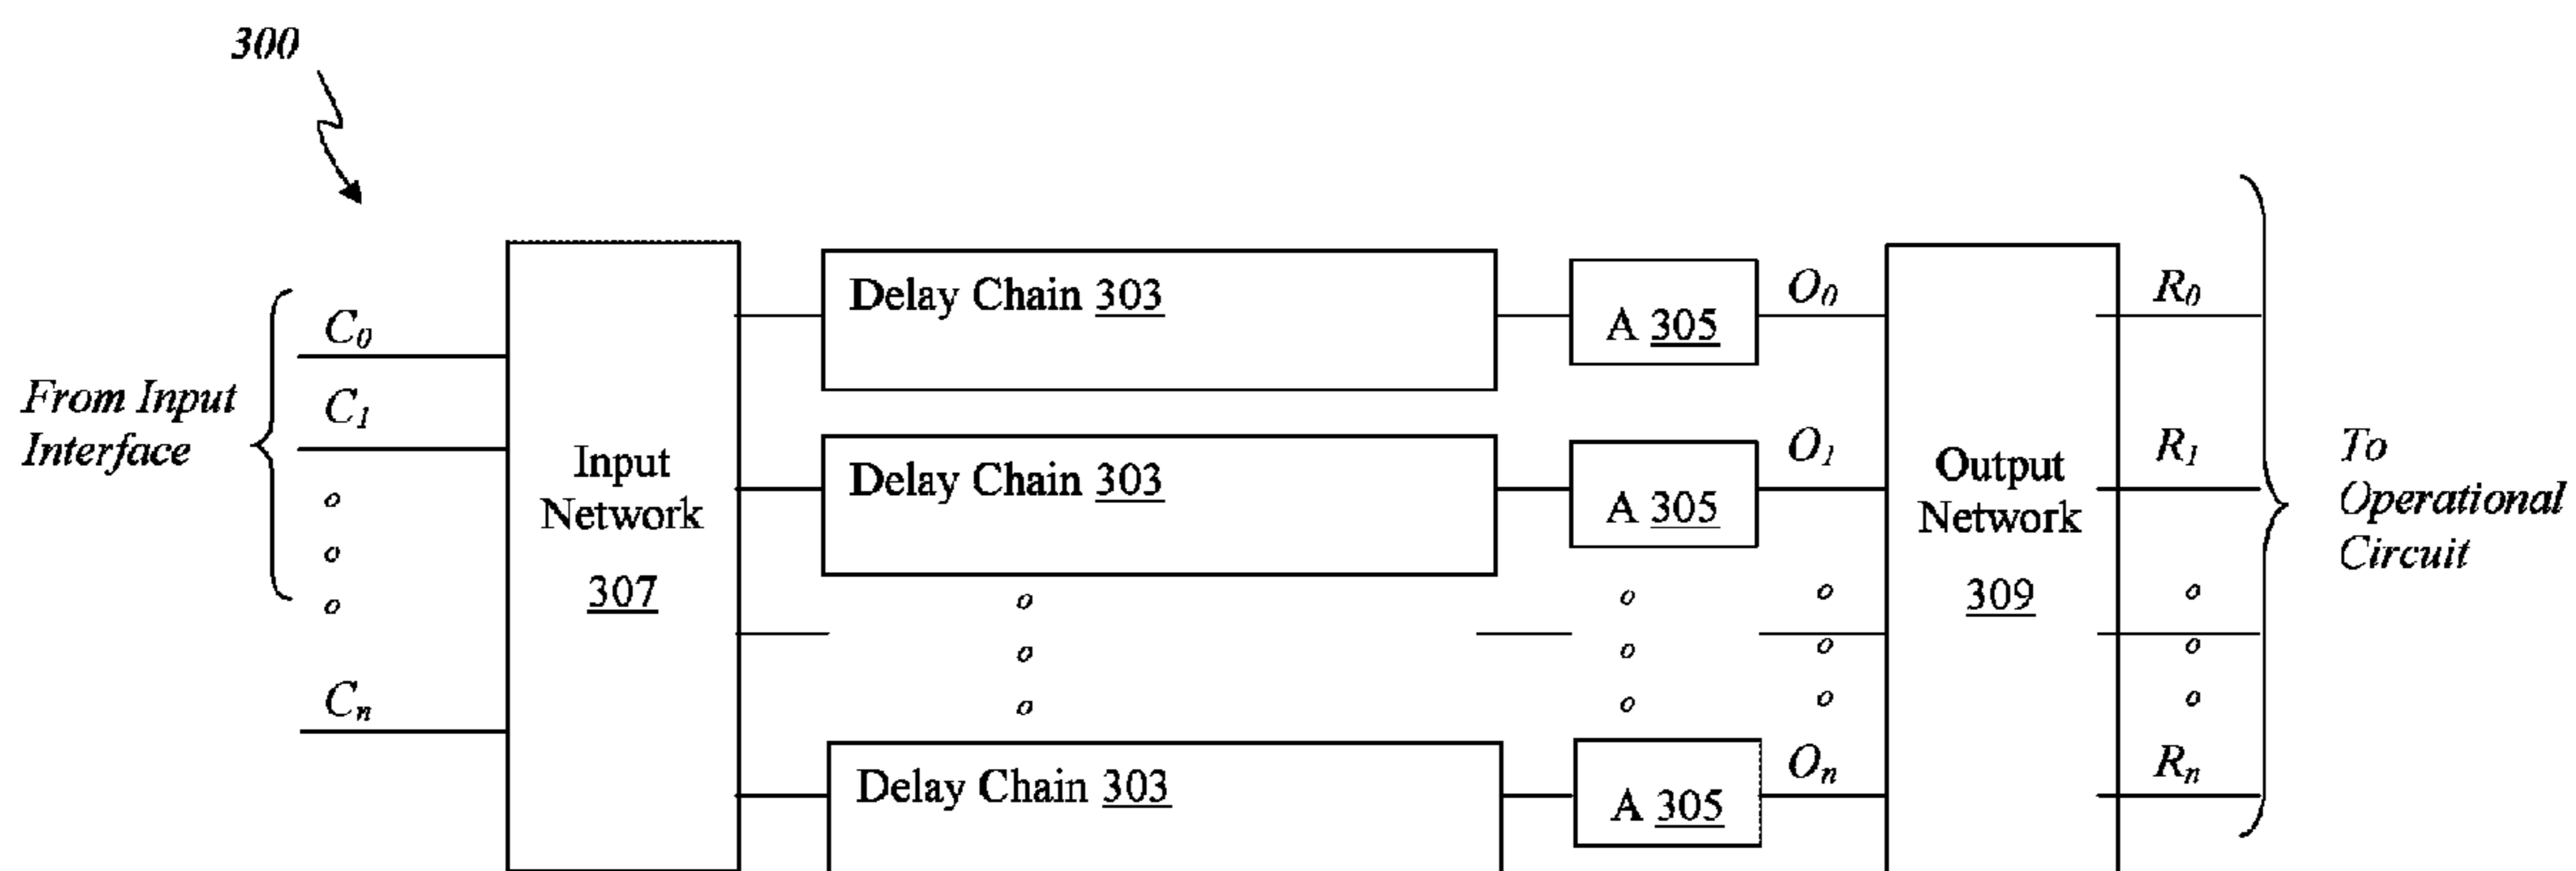 300
From Input
Interface
C₀
C₁
Cₙ
Input
Network
307
Delay Chain 303
Delay Chain 303
Delay Chain 303
A 305
A 305
A 305
O₀
O₁
Oₙ
Output
Network
309
R₀
R₁
Rₙ
To
Operational
Circuit